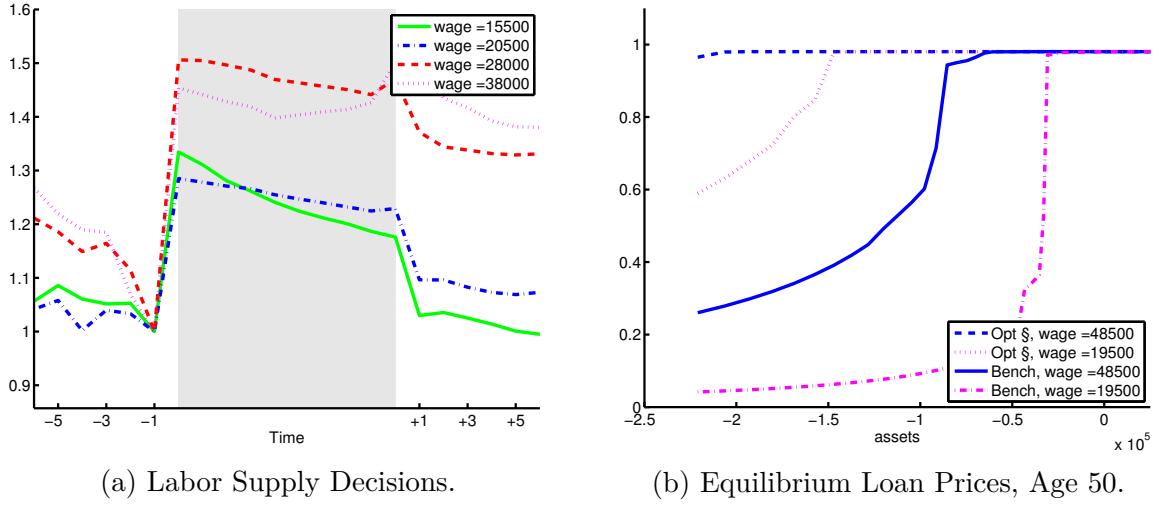 1.6
1.5
1.4
1.3
1.2
1.1
1
0.9
wage =15500
wage =20500
wage =28000
wage =38000
−5 −3 −1 +1 +3 +5
Time
(a) Labor Supply Decisions.
1
0.8
0.6
0.4
0.2
0
Opt §, wage =48500
Opt §, wage =19500
Bench, wage =48500
Bench, wage =19500
−2.5 −2 −1.5 −1 −0.5 0
assets
x 10^5
(b) Equilibrium Loan Prices, Age 50.